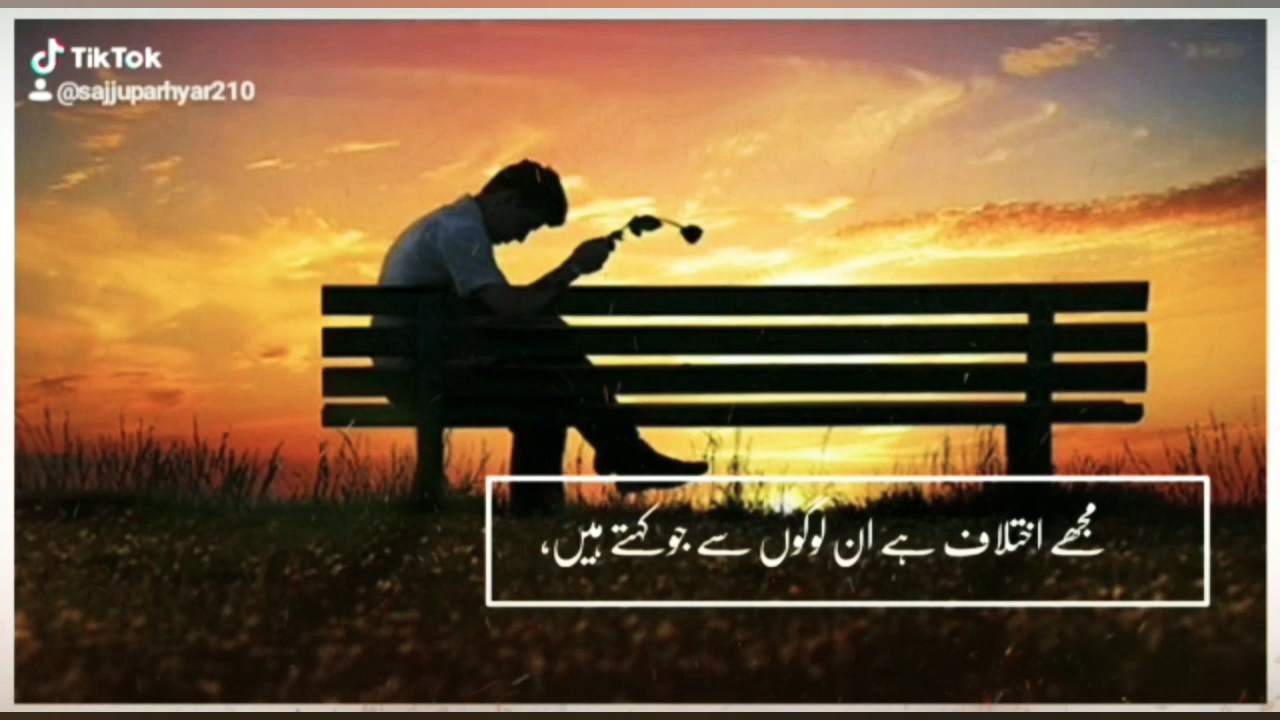 TikTok
@sajjuparhyar210
مجھے اختلاف ہے ان لوگوں سے جو کہتے ہیں،